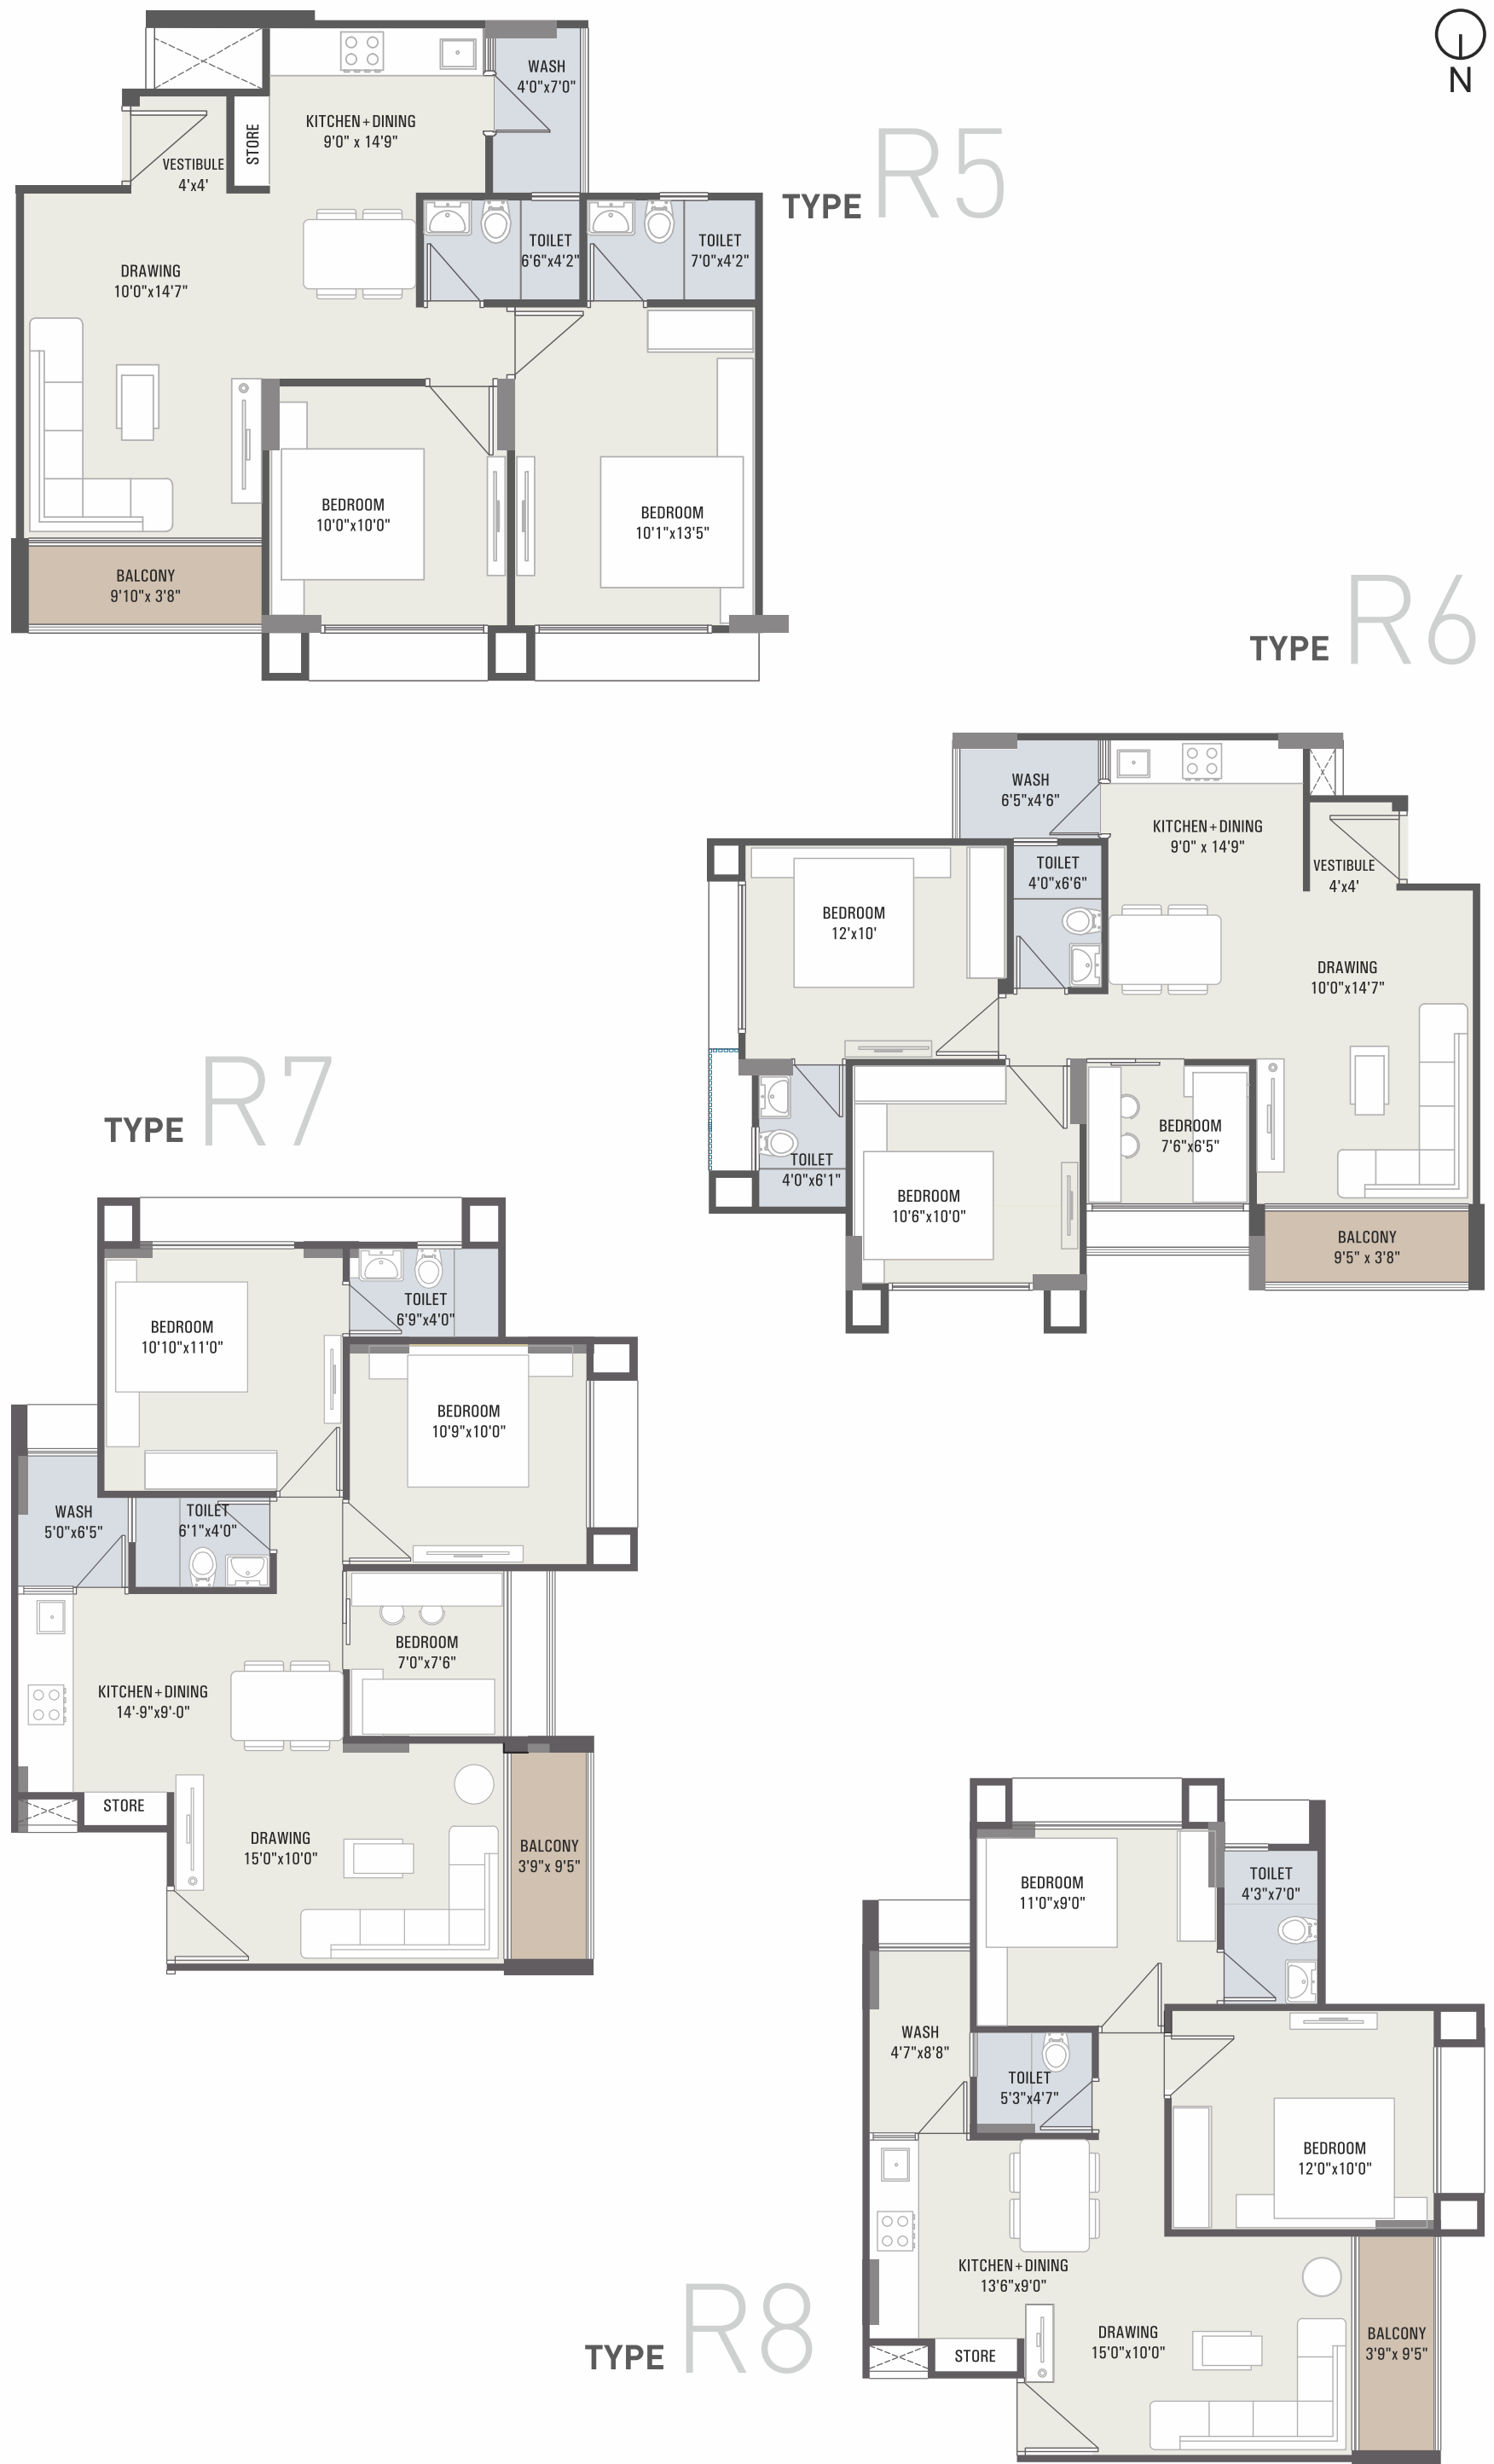 N
TYPE R5
WASH
4'0"x7'0"
KITCHEN+DINING
9'0" x 14'9"
STORE
VESTIBULE
4'x4'
TOILET
6'6"x4'2"
TOILET
7'0"x4'2"
DRAWING
10'0"x14'7"
BEDROOM
10'0"x10'0"
BEDROOM
10'1"x13'5"
BALCONY
9'10"x 3'8"
TYPE R6
WASH
6'5"x4'6"
KITCHEN+DINING
9'0" x 14'9"
TOILET
4'0"x6'6"
VESTIBULE
4'x4'
BEDROOM
12'x10'
DRAWING
10'0"x14'7"
BEDROOM
7'6"x6'5"
TOILET
4'0"x6'1"
BEDROOM
10'6"x10'0"
BALCONY
9'5" x 3'8"
TYPE R7
TOILET
6'9"x4'0"
BEDROOM
10'10"x11'0"
BEDROOM
10'9"x10'0"
WASH
5'0"x6'5"
TOILET
6'1"x4'0"
BEDROOM
7'0"x7'6"
KITCHEN+DINING
14'-9"x9'-0"
STORE
DRAWING
15'0"x10'0"
BALCONY
3'9"x 9'5"
TYPE R8
BEDROOM
11'0"x9'0"
TOILET
4'3"x7'0"
WASH
4'7"x8'8"
TOILET
5'3"x4'7"
BEDROOM
12'0"x10'0"
KITCHEN+DINING
13'6"x9'0"
STORE
DRAWING
15'0"x10'0"
BALCONY
3'9"x 9'5"